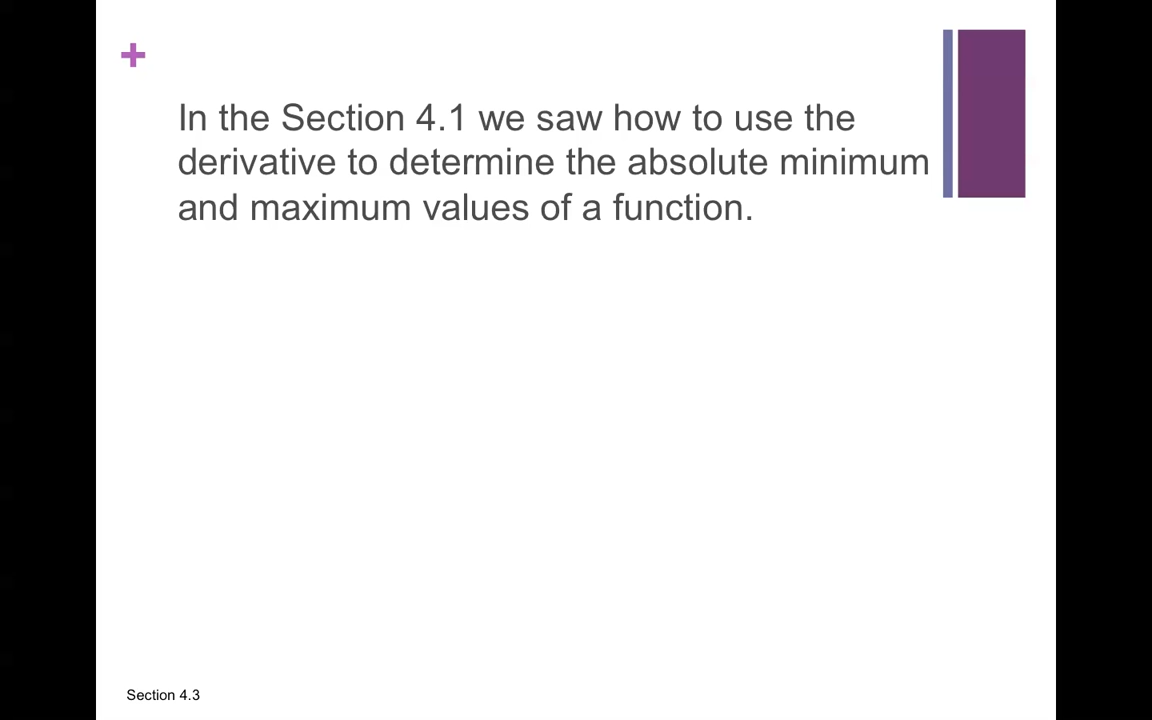 +
In the Section 4.1 we saw how to use the
derivative to determine the absolute minimum
and maximum values of a function.
Section 4.3